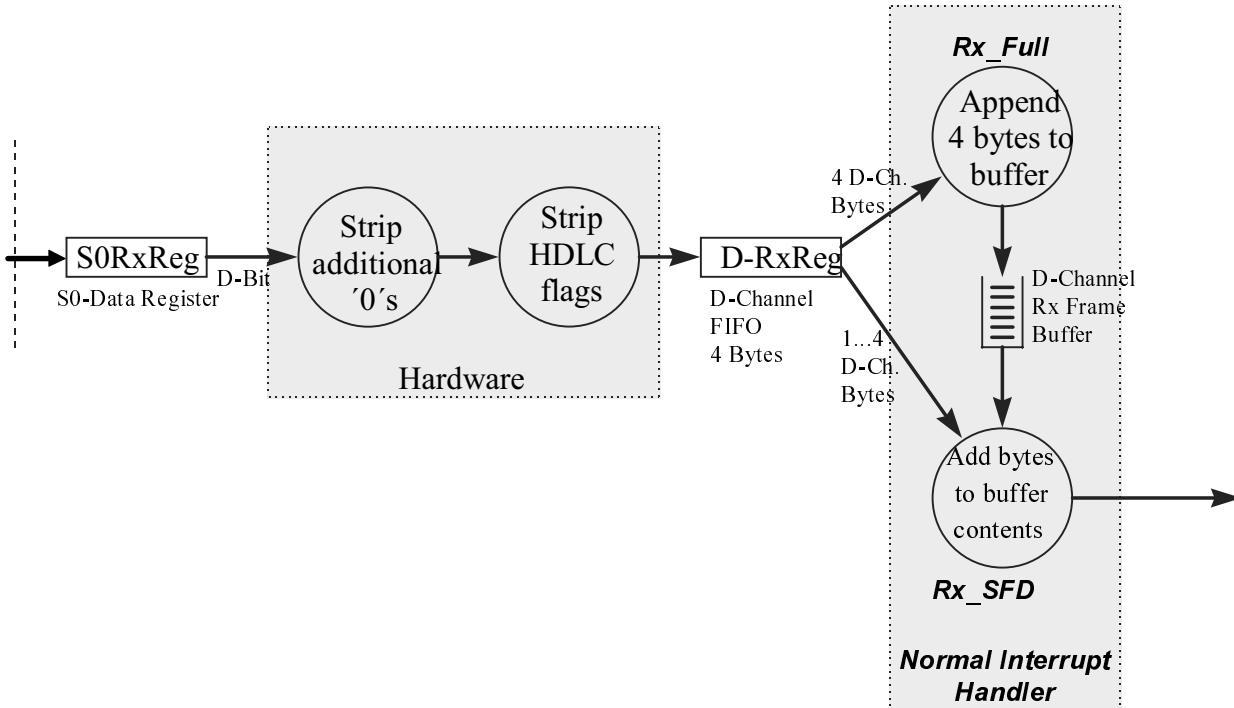 Rx_Full
Append
4 bytes to
buffer
4 D-Ch.
Bytes
S0RxReg
S0-Data Register
D-Bit
Strip
additional
´0´s
Strip
HDLC
flags
Hardware
D-RxReg
D-Channel
FIFO
4 Bytes
1...4
D-Ch.
Bytes
D-Channel
Rx Frame
Buffer
Add bytes
to buffer
contents
Rx_SFD
Normal Interrupt
Handler